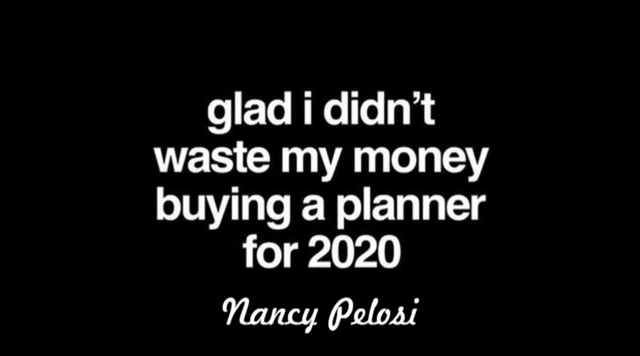 glad i didn't
waste my money
buying a planner
for 2020
Nancy Pelosi